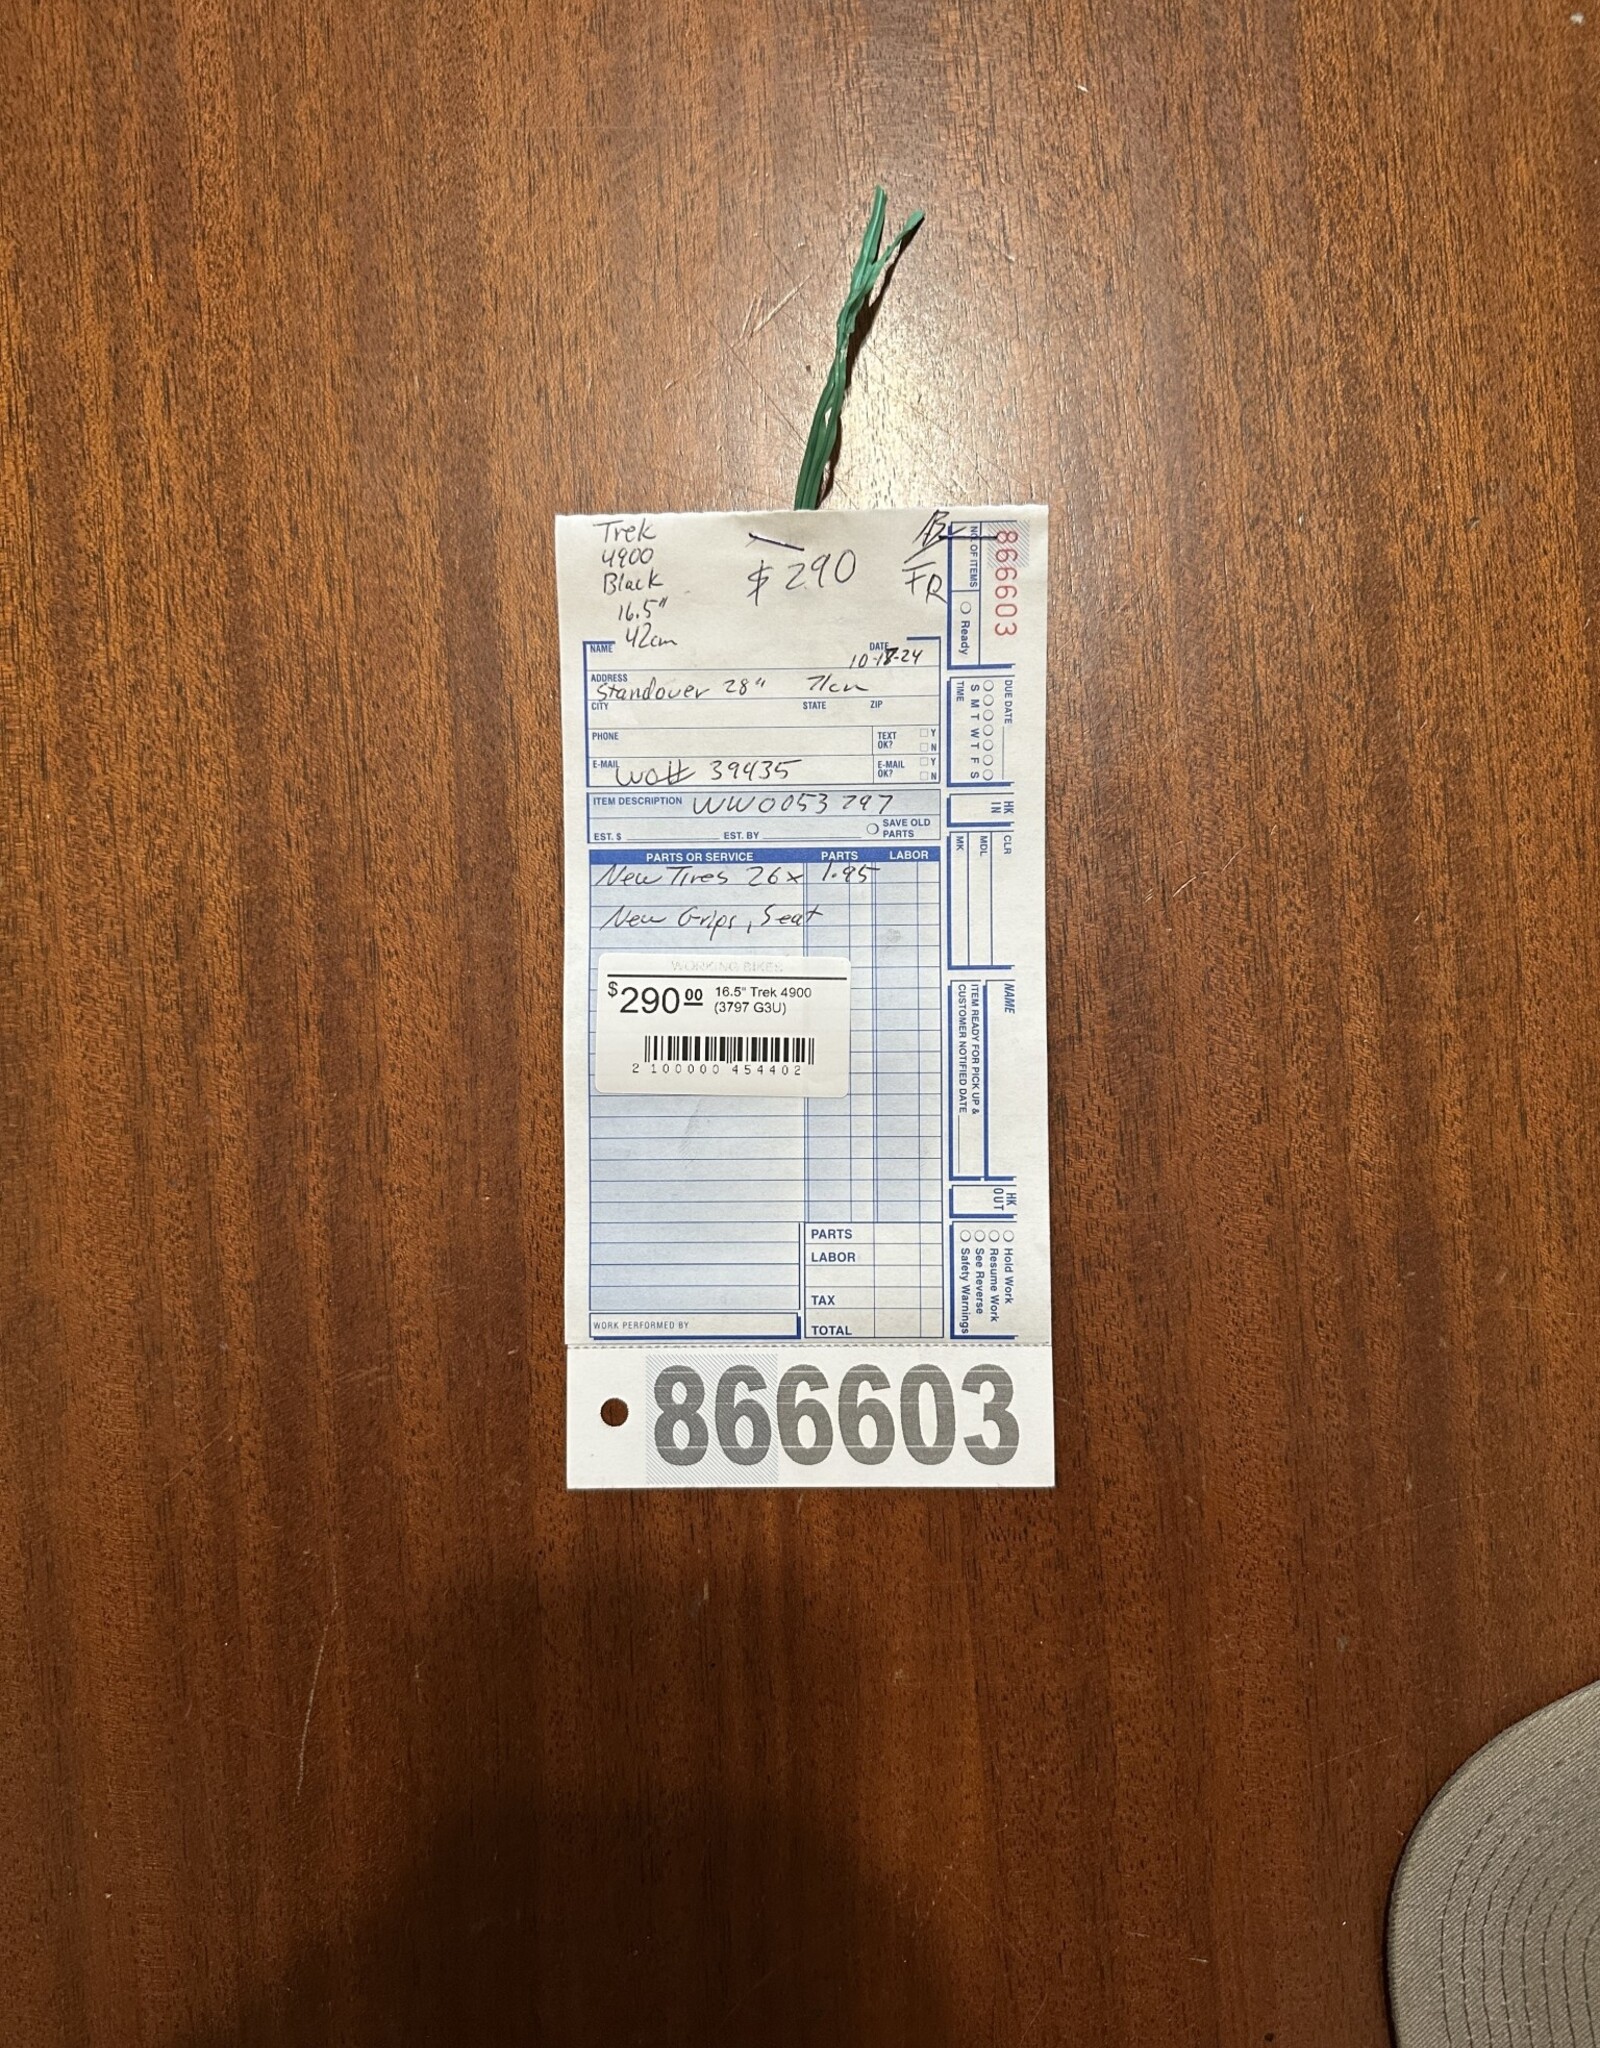 Trek
4900
Black
16.5"
42cm
$290
FR
NAME
DATE
ADDRESS
Standover 28" 71cm
CITY STATE ZIP
PHONE
TEXT OK? Y N
E-MAIL WO# 39435
E-MAIL OK? Y N
ITEM DESCRIPTION WW0053797
EST. $ EST. BY
SAVE OLD PARTS
PARTS OR SERVICE PARTS LABOR
New Tires 26x 1.95
New Grips, Seat
WORKING BIKES
$290.00 16.5" Trek 4900
(3797 G3U)
2 100000 454402
PARTS
LABOR
TAX
WORK PERFORMED BY
TOTAL
866603
866603
NO. OF ITEMS
Ready
DUE DATE
S M T W T F S
TIME
HK IN
CLR
MDL
MK
NAME
ITEM READY FOR PICK UP &
CUSTOMER NOTIFIED DATE
HK OUT
Hold Work
Resume Work
See Reverse
Safety Warnings